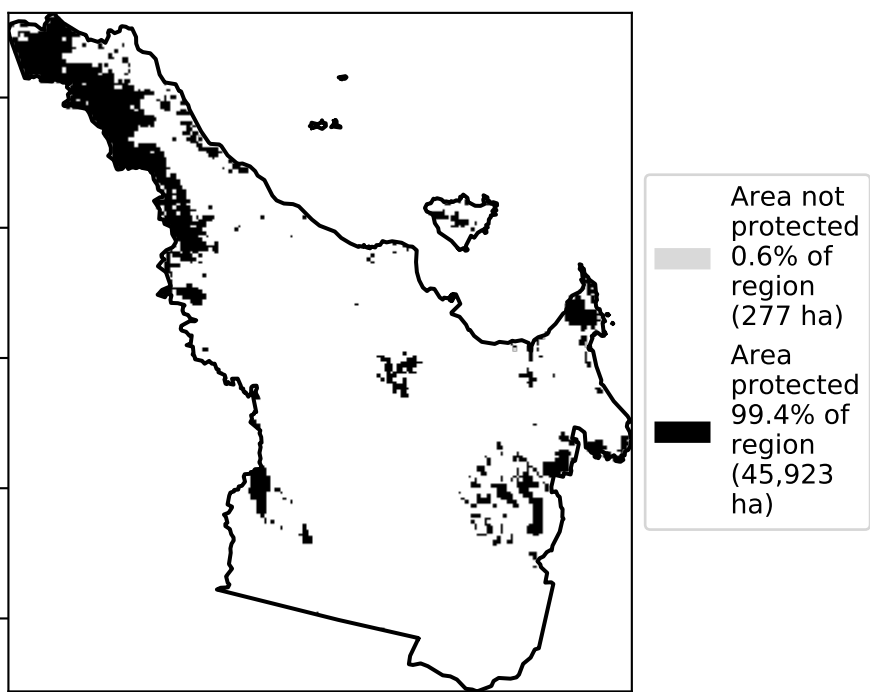 Area not
protected
0.6% of
region
(277 ha)
Area
protected
99.4% of
region
(45,923
ha)